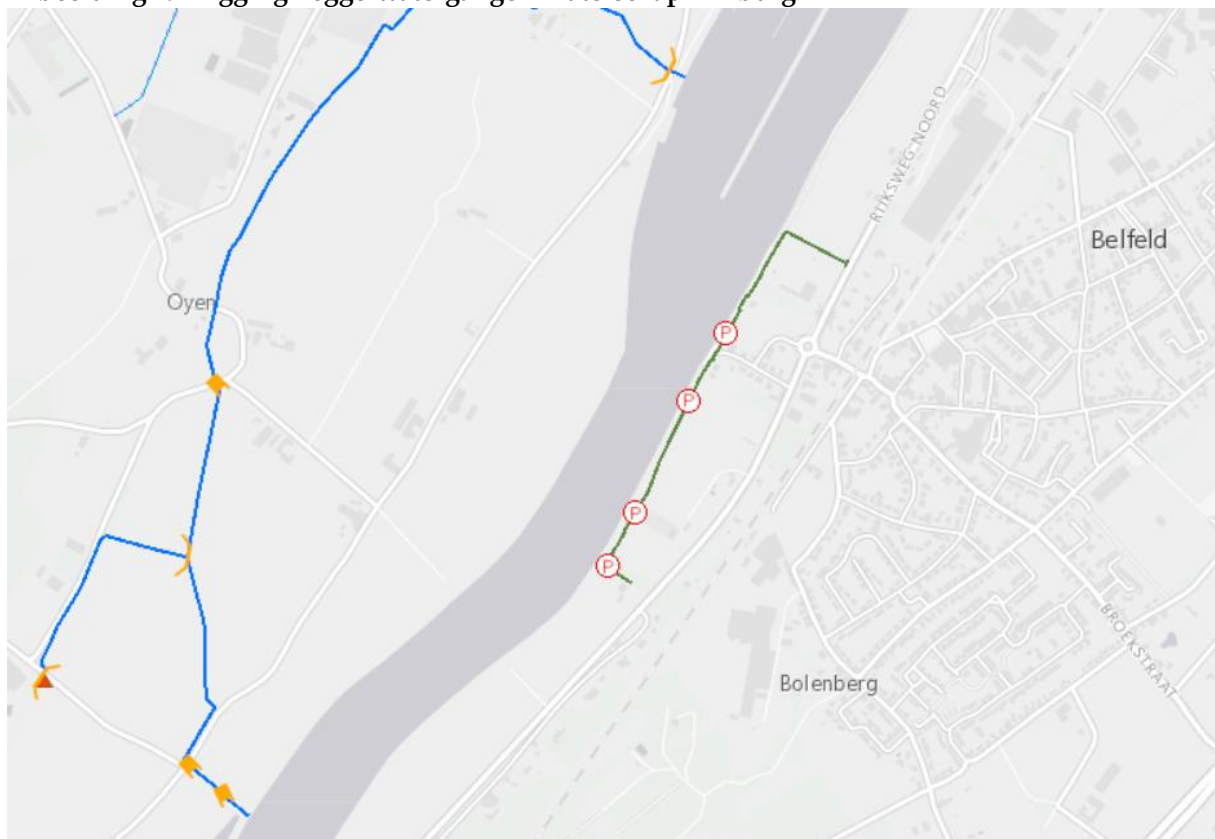 RIJKSWEG-NOORD
Belfeld
Oyen
P
P
P
P
Bolenberg
BROEKSTRAAT